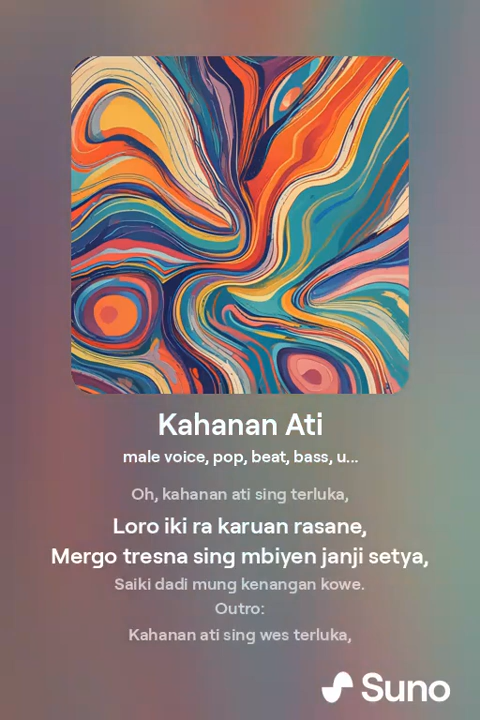 Kahanan Ati
male voice, pop, beat, bass, u...
Oh, kahanan ati sing terluka,
Loro iki ra karuan rasane,
Mergo tresna sing mbiyen janji setya,
Saiki dadi mung kenangan kowe.
Outro:
Kahanan ati sing wes terluka,
Suno